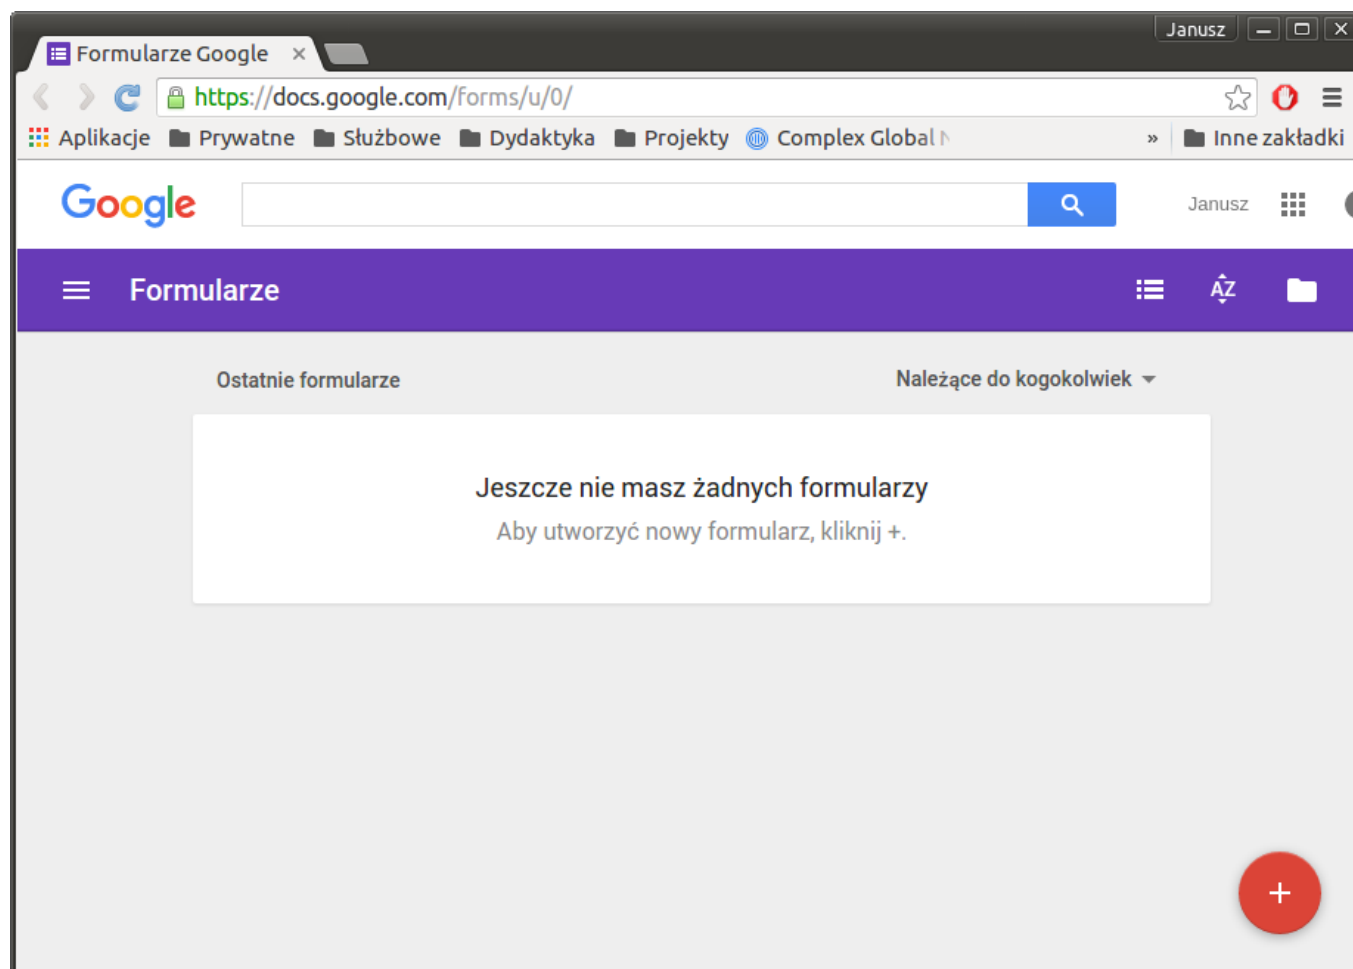 Janusz
Formularze Google
https://docs.google.com/forms/u/0/
Aplikacje Prywatne Służbowe Dydaktyka Projekty Complex Global » Inne zakładki
Google Janusz
Formularze AZ
Ostatnie formularze Należące do kogokolwiek
Jeszcze nie masz żadnych formularzy
Aby utworzyć nowy formularz, kliknij +.
+